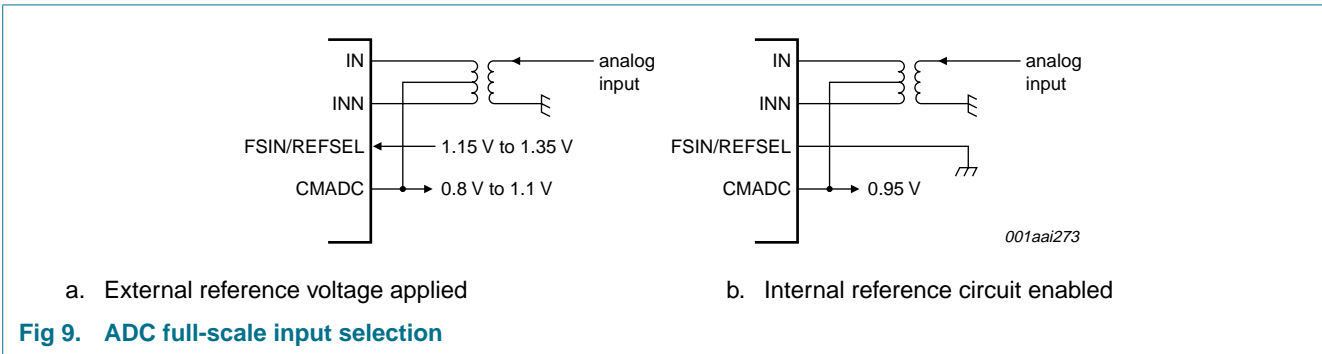 IN
analog
input
INN
FSIN/REFSEL
1.15 V to 1.35 V
CMADC
0.8 V to 1.1 V
IN
analog
input
INN
FSIN/REFSEL
CMADC
0.95 V
001aai273
a. External reference voltage applied
b. Internal reference circuit enabled
Fig 9. ADC full-scale input selection